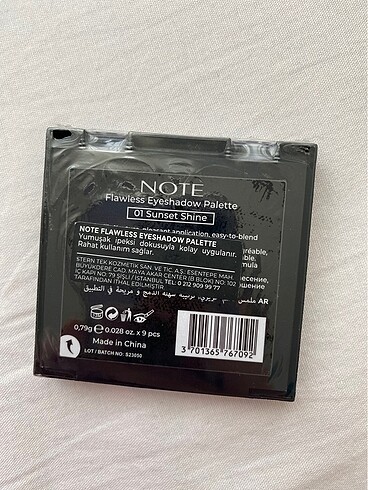 NOTE
Flawless Eyeshadow Palette
01 Sunset Shine
pleasant application, easy-to-blend
NOTE FLAWLESS EYESHADOW PALETTE
Yumuşak ipeksi dokusuyla kolay uygulanır.
Rahat kullanım sağlar.
STERN TEK KOZMETİK SAN. VE TİC. A.Ş. ESENTEPE MAH.
BÜYÜKDERE CAD. MAYA AKAR CENTER (B BLOK) NO: 102
İÇ KAPI NO: 79 ŞİŞLİ / İSTANBUL TEL: 0 212 909 99 77
TARAFINDAN İTHAL EDİLMİŞTİR.
AR
0,79g ℮ 0.028 oz. x 9 pcs
Made in China
LOT / BATCH NO: S23050
3 701365 767092